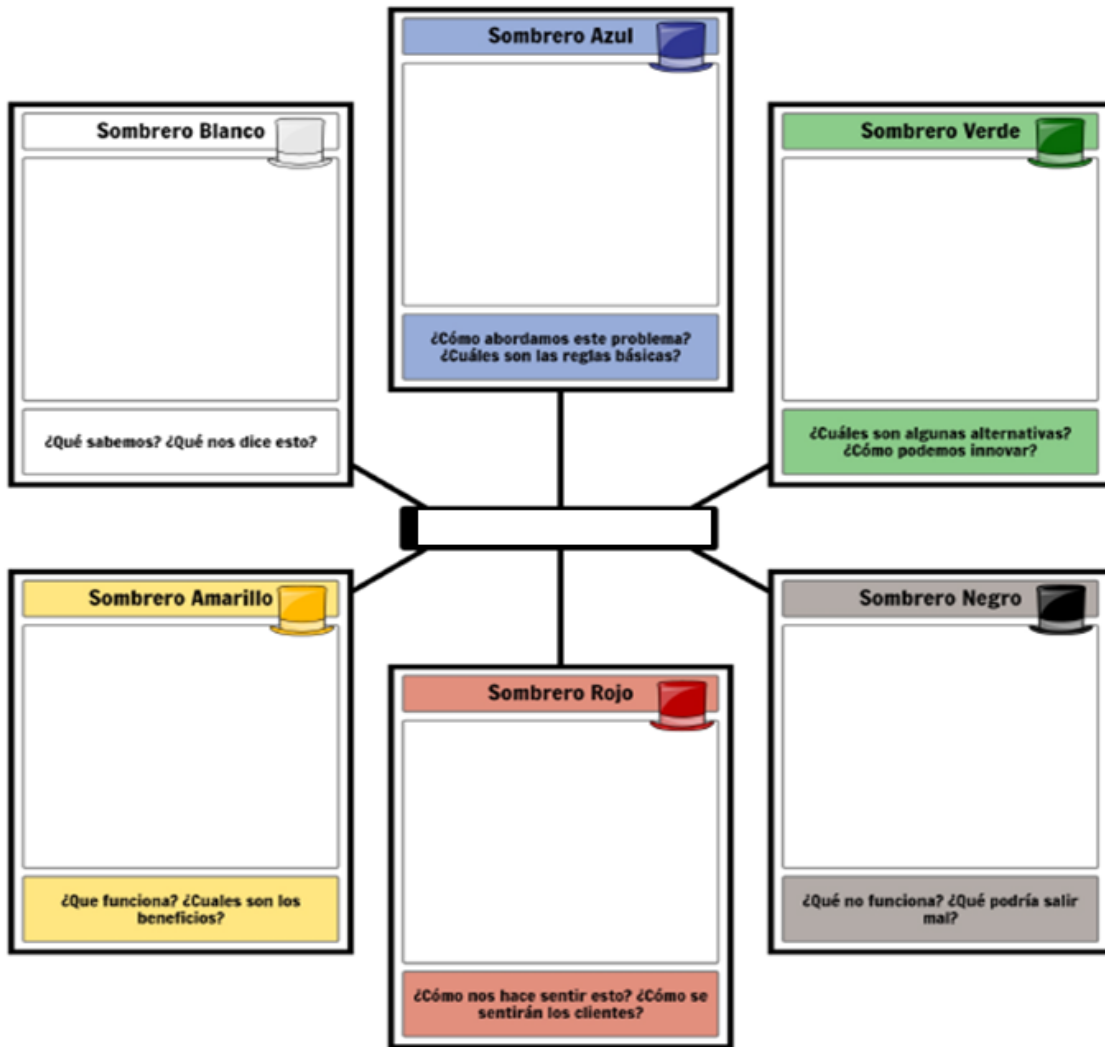 Sombrero Azul
¿Cómo abordamos este problema?
¿Cuáles son las reglas básicas?
Sombrero Blanco
¿Qué sabemos? ¿Qué nos dice esto?
Sombrero Verde
¿Cuáles son algunas alternativas?
¿Cómo podemos innovar?
Sombrero Amarillo
¿Que funciona? ¿Cuales son los
beneficios?
Sombrero Rojo
¿Cómo nos hace sentir esto? ¿Cómo se
sentirán los clientes?
Sombrero Negro
¿Qué no funciona? ¿Qué podría salir
mal?